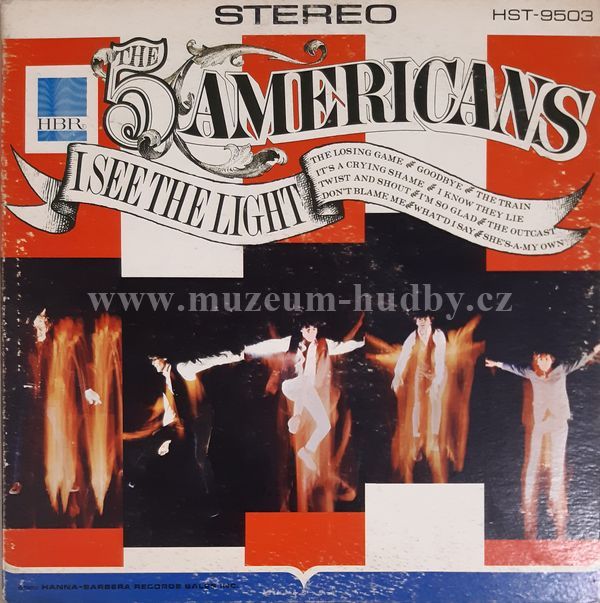 STEREO
HST-9503
THE
5 AMERICANS
HBR
I SEE THE LIGHT
THE LOSING GAME GOODBYE THE TRAIN
IT'S A CRYING SHAME I KNOW THEY LIE
TWIST AND SHOUT I'M SO GLAD THE OUTCAST
DON'T BLAME ME WHAT'D I SAY SHE'S-A-MY OWN
www.muzeum-hudby.cz
HANNA-BARBERA RECORDS SALES INC.